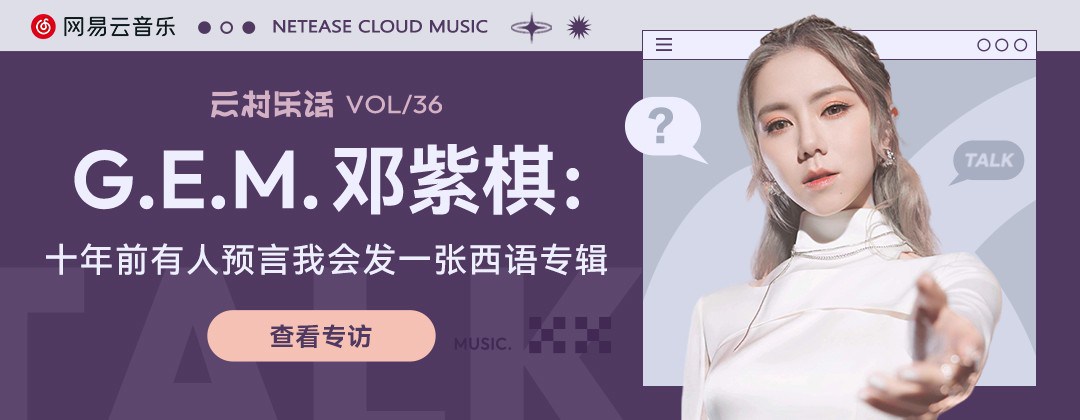 网易云音乐 NETEASE CLOUD MUSIC
云村乐话 VOL/36
G.E.M.邓紫棋:
十年前有人预言我会发一张西语专辑
查看专访
MUSIC.
?
TALK
TALK